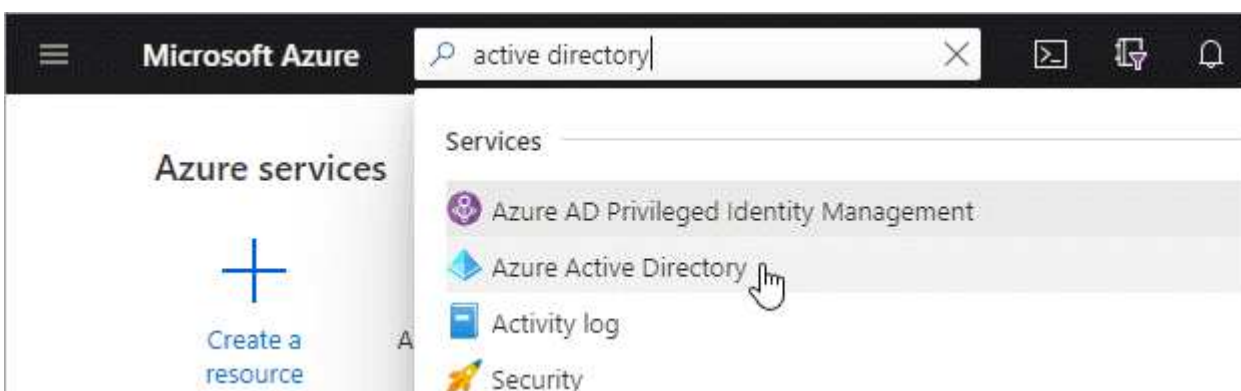 Microsoft Azure
active directory
Azure services
Create a
resource
A
Services
Azure AD Privileged Identity Management
Azure Active Directory
Activity log
Security